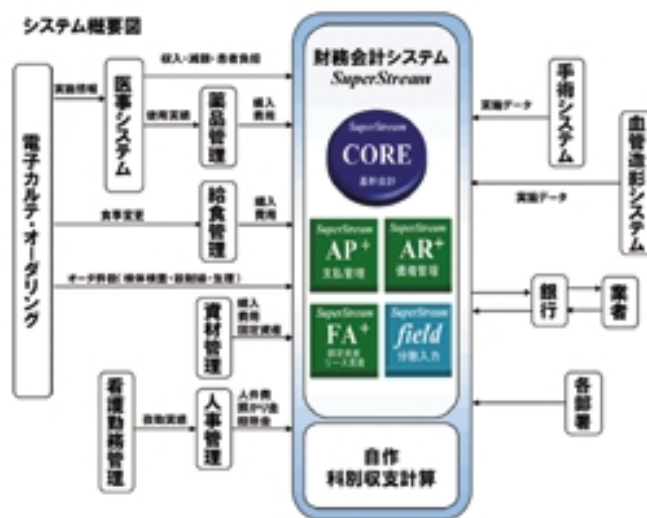 システム概要図
財務会計システム
SuperStream
SuperStream
CORE
基幹会計
SuperStream
AP+
支払管理
SuperStream
AR+
債権管理
SuperStream
FA+
固定資産
リース資産
SuperStream
field
分散入力
自作
科別収支計算
電子カルテ・オーダリング
実施情報
医事システム
収入・減額・患者負担
使用実績
薬品管理
購入
費用
食事変更
給食管理
購入
費用
オーダ件数(検体検査・放射線・生理)
資材管理
購入
費用
固定資産
看護勤務管理
勤務実績
人事管理
人件費
預かり金
手術システム
実施データ
血管造影システム
実施データ
銀行
業者
各部署